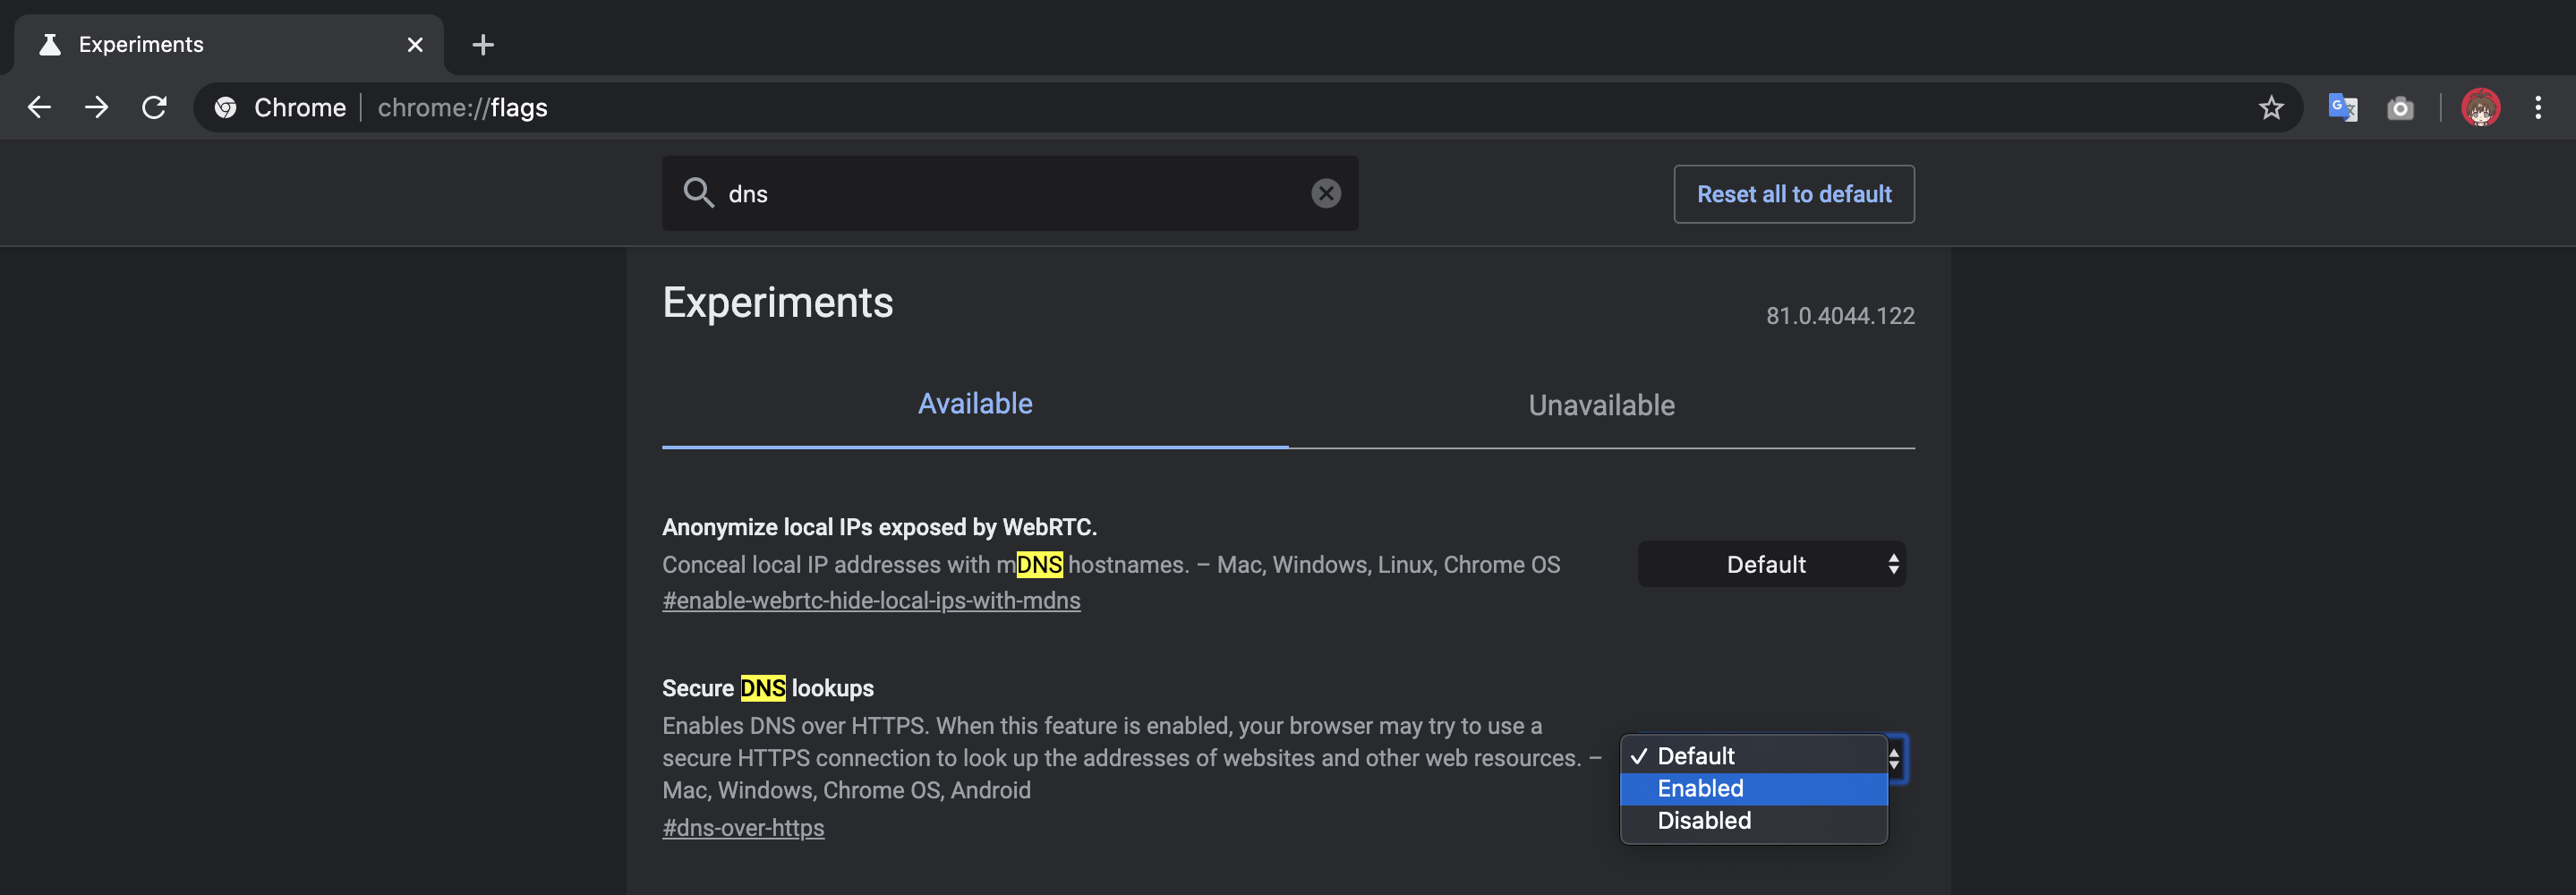 Experiments
Chrome | chrome://flags
dns
Reset all to default
Experiments
81.0.4044.122
Available
Unavailable
Anonymize local IPs exposed by WebRTC.
Conceal local IP addresses with mDNS hostnames. – Mac, Windows, Linux, Chrome OS
#enable-webrtc-hide-local-ips-with-mdns
Default
Secure DNS lookups
Enables DNS over HTTPS. When this feature is enabled, your browser may try to use a
secure HTTPS connection to look up the addresses of websites and other web resources. –
Mac, Windows, Chrome OS, Android
#dns-over-https
✓ Default
Enabled
Disabled